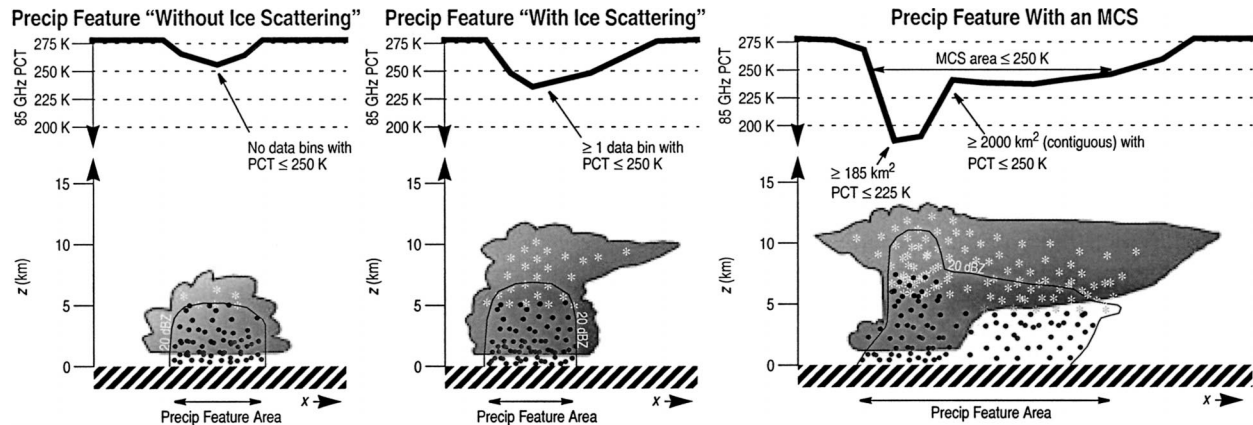 Precip Feature “Without Ice Scattering”
275 K
250 K
225 K
200 K
85 GHz PCT
No data bins with
PCT ≤ 250 K
15
10
5
0
z (km)
20 dBZ
x
Precip Feature Area
Precip Feature “With Ice Scattering”
275 K
250 K
225 K
200 K
85 GHz PCT
≥ 1 data bin with
PCT ≤ 250 K
15
10
5
0
z (km)
20 dBZ
x
Precip Feature Area
Precip Feature With an MCS
275 K
250 K
225 K
200 K
85 GHz PCT
MCS area ≤ 250 K
≥ 2000 km² (contiguous) with
PCT ≤ 250 K
≥ 185 km²
PCT ≤ 225 K
15
10
5
0
z (km)
20 dBZ
x
Precip Feature Area